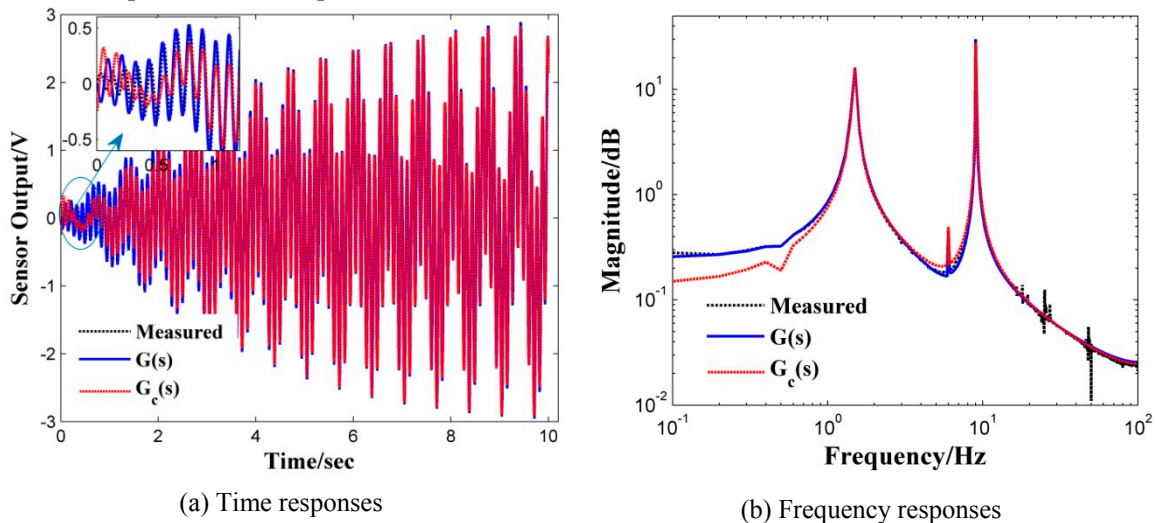 3
2
1
0
-1
-2
-3
0.5
0
-0.5
0
0.5
1
Measured
G(s)
G_c(s)
0
2
4
6
8
10
Sensor Output/V
Time/sec
(a) Time responses
10^1
10^0
10^-1
10^-2
Measured
G(s)
G_c(s)
10^-1
10^0
10^1
10^2
Magnitude/dB
Frequency/Hz
(b) Frequency responses